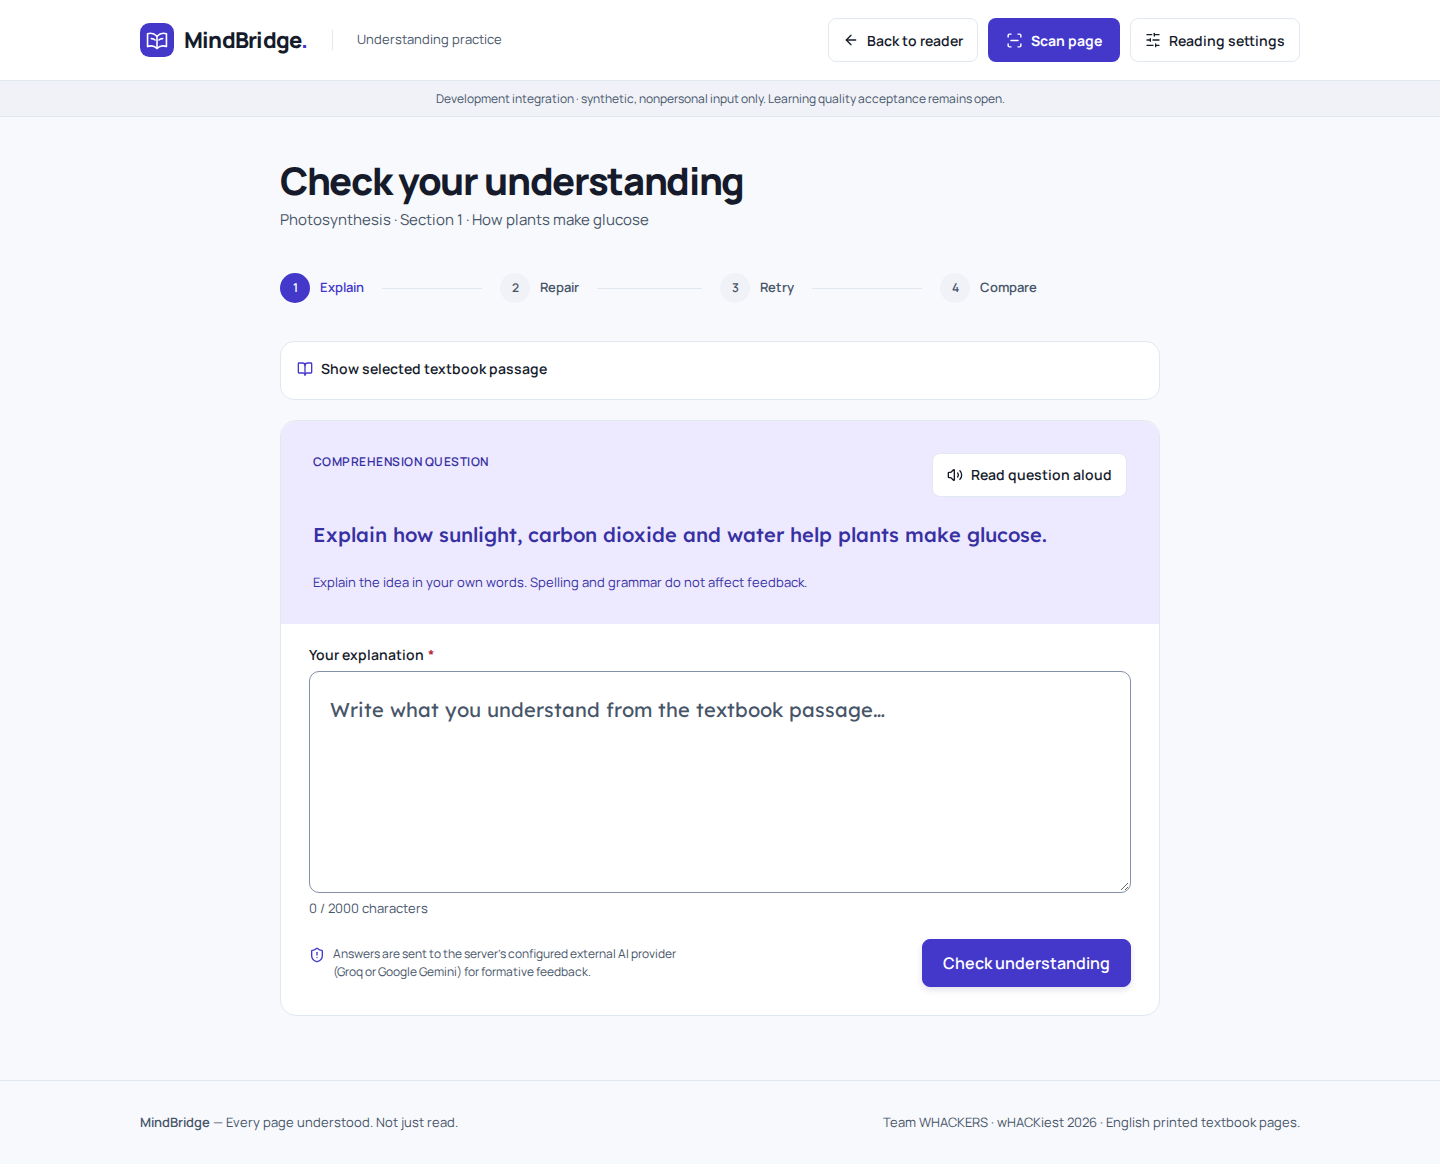 MindBridge.
Understanding practice
Back to reader
Scan page
Reading settings
Development integration · synthetic, nonpersonal input only. Learning quality acceptance remains open.
Check your understanding
Photosynthesis · Section 1 · How plants make glucose
1 Explain
2 Repair
3 Retry
4 Compare
Show selected textbook passage
COMPREHENSION QUESTION
Read question aloud
Explain how sunlight, carbon dioxide and water help plants make glucose.
Explain the idea in your own words. Spelling and grammar do not affect feedback.
Your explanation *
Write what you understand from the textbook passage…
0 / 2000 characters
Answers are sent to the server's configured external AI provider
(Groq or Google Gemini) for formative feedback.
Check understanding
MindBridge — Every page understood. Not just read.
Team WHACKERS · wHACKiest 2026 · English printed textbook pages.